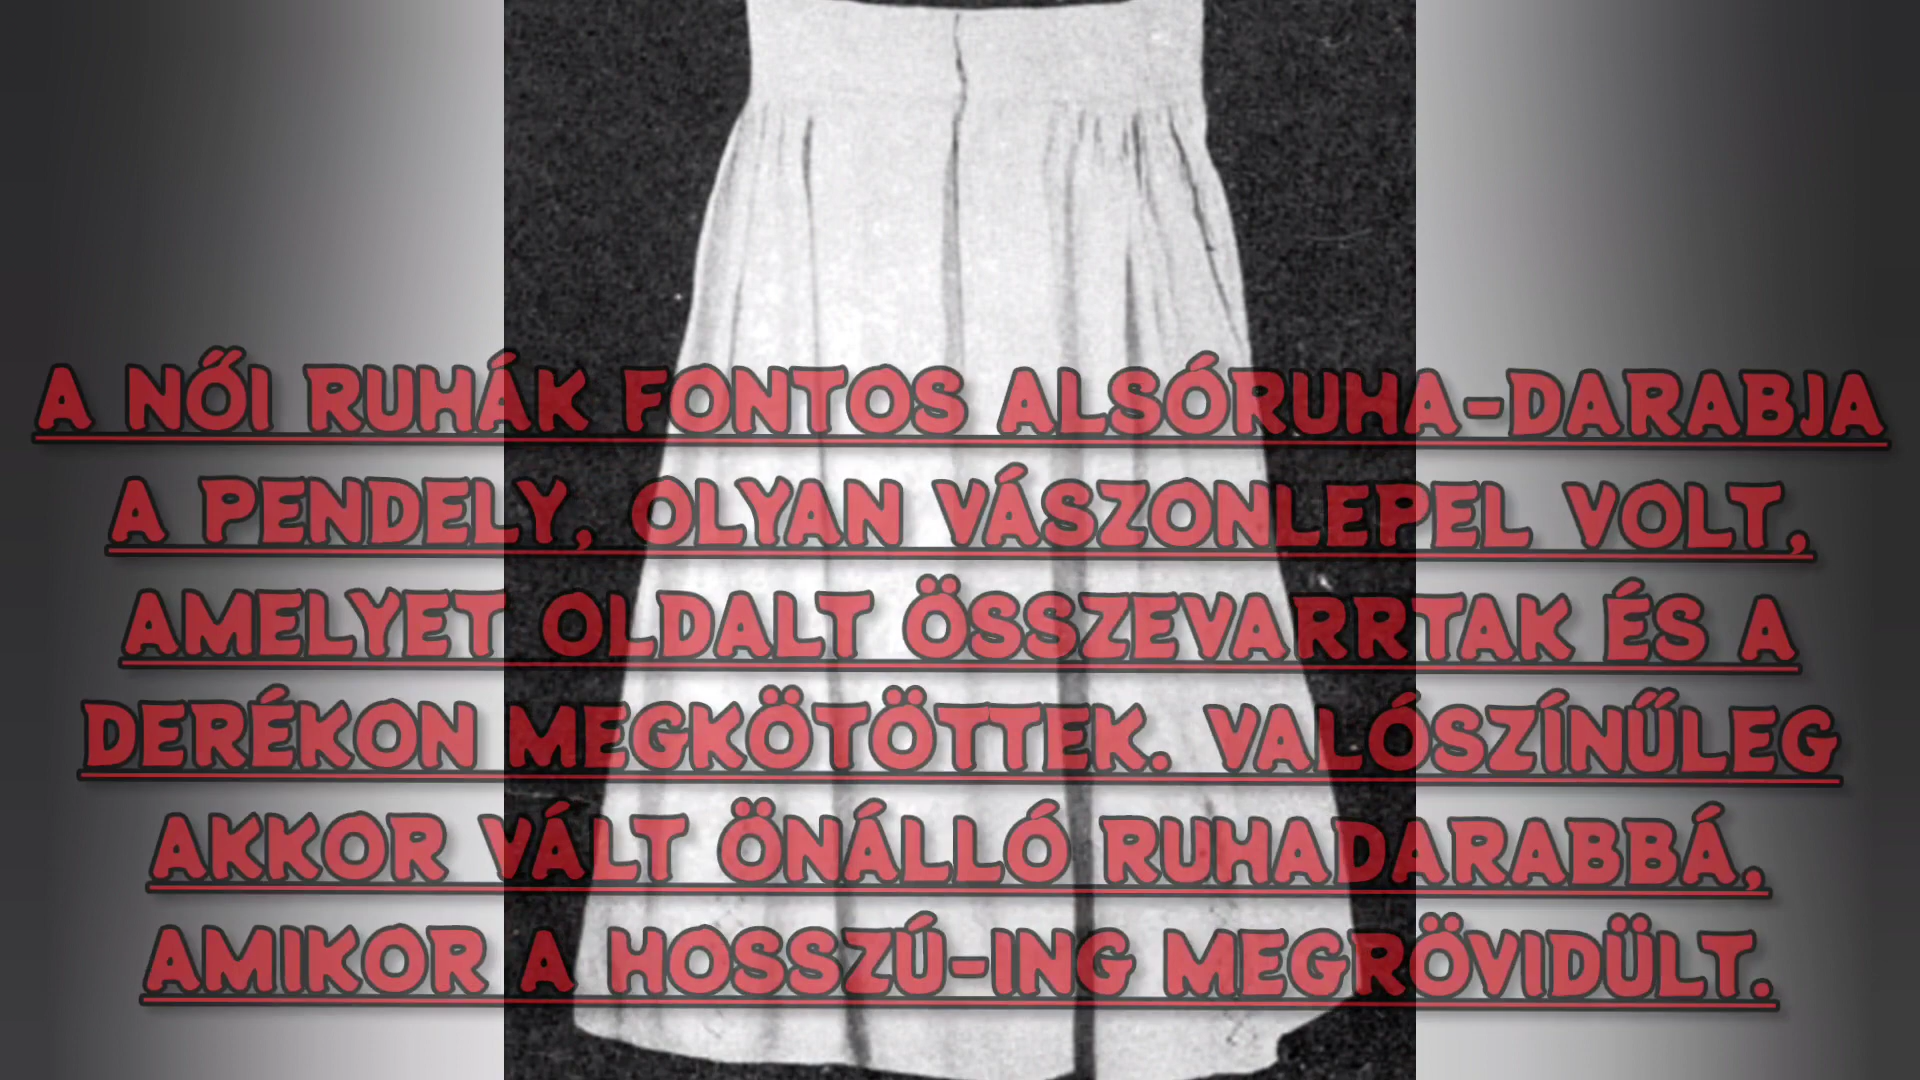 A NŐI RUHÁK FONTOS ALSÓRUHA-DARABJA
A PENDELY, OLYAN VÁSZONLEPEL VOLT,
AMELYET OLDALT ÖSSZEVARRTAK ÉS A
DERÉKON MEGKÖTÖTTEK. VALÓSZÍNŰLEG
AKKOR VÁLT ÖNÁLLÓ RUHADARABBÁ,
AMIKOR A HOSSZÚ-ING MEGRÖVIDÜLT.